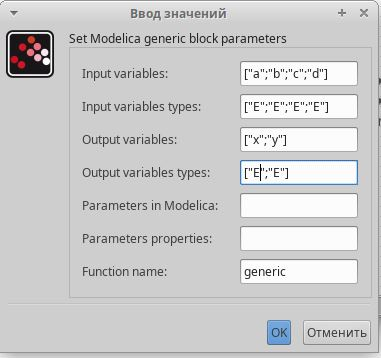 Ввод значений
Set Modelica generic block parameters
Input variables: ["a";"b";"c";"d"]
Input variables types: ["E";"E";"E";"E"]
Output variables: ["x";"y"]
Output variables types: ["E";"E"]
Parameters in Modelica:
Parameters properties:
Function name: generic
OK Отменить